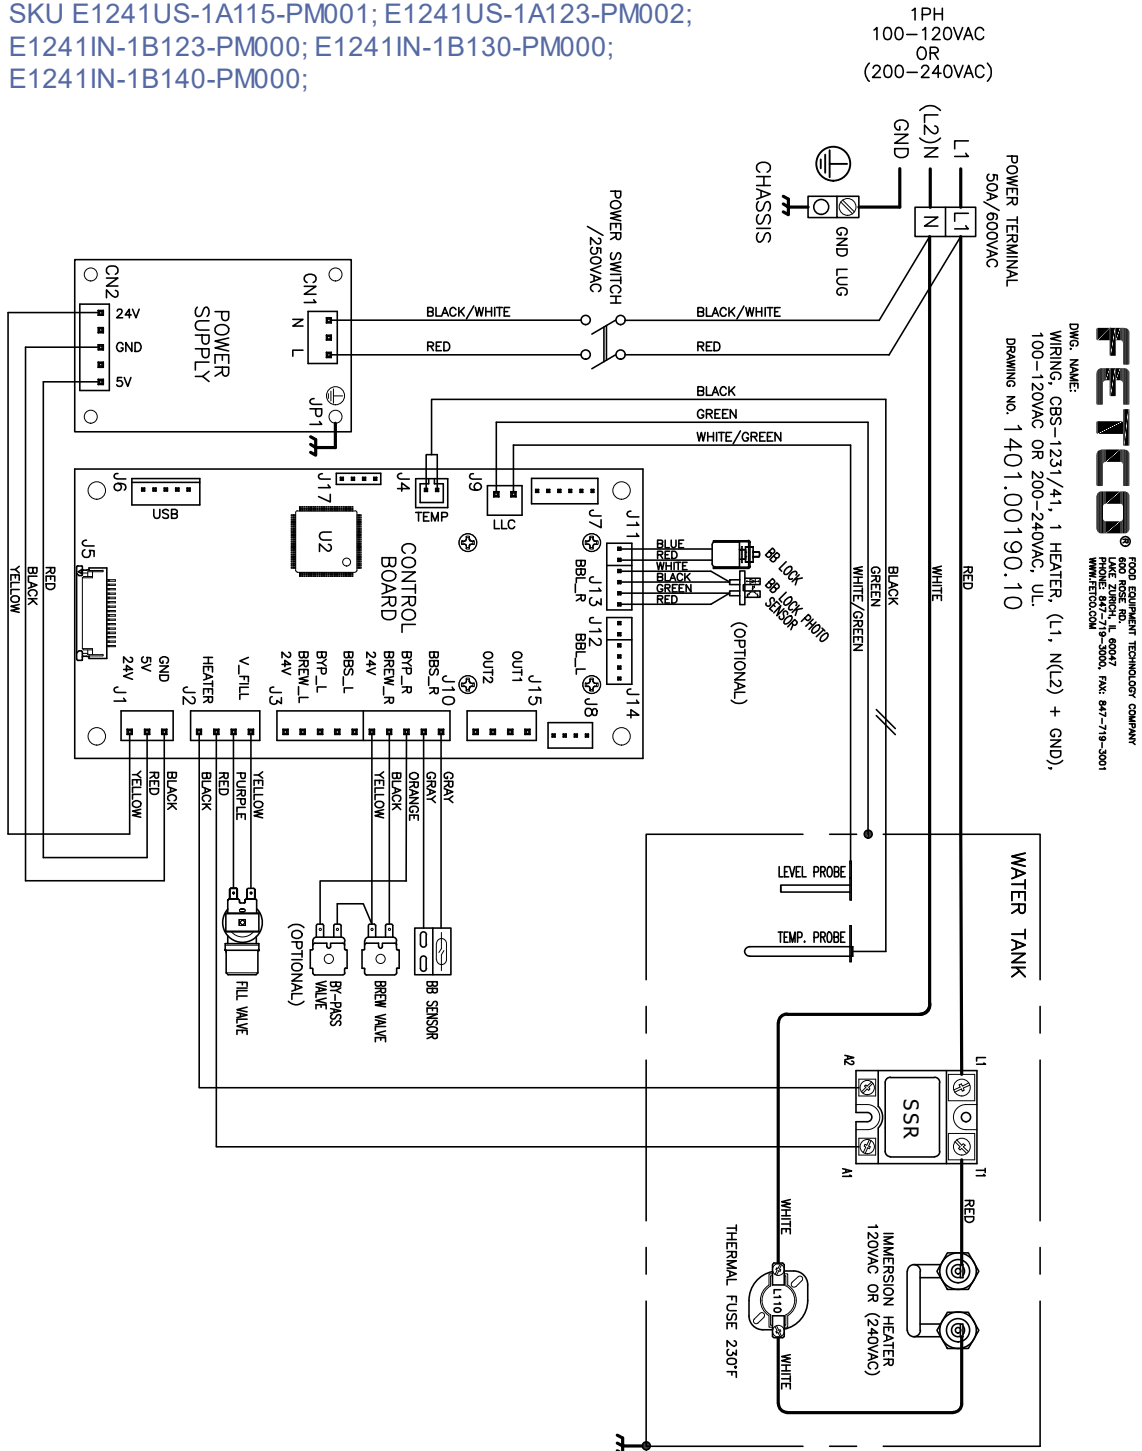 SKU E1241US-1A115-PM001; E1241US-1A123-PM002;
E1241IN-1B123-PM000; E1241IN-1B130-PM000;
E1241IN-1B140-PM000;
1PH
100-120VAC
OR
(200-240VAC)
L1
(L2)N
GND
POWER TERMINAL
50A/600VAC
L1
N
GND LUG
CHASSIS
POWER SWITCH
/250VAC
FETCO®
FOOD EQUIPMENT TECHNOLOGY COMPANY
600 ROSE RD.
LAKE ZURICH, IL 60047
PHONE: 847-719-3000, FAX: 847-719-3001
WWW.FETCO.COM
DWG. NAME:
WIRING, CBS-1231/41, 1 HEATER, (L1, N(L2) + GND),
100-120VAC OR 200-240VAC, UL.
DRAWING NO. 1401.00190.10
CN2
24V
GND
5V
POWER
SUPPLY
CN1
N
L
JP1
BLACK/WHITE
RED
BLACK/WHITE
RED
BLACK
GREEN
WHITE/GREEN
J6
USB
J17
J4
TEMP
J9
LLC
J7
J11
U2
CONTROL
BOARD
BBL_R
J13
J12
BBL_L
J14
J5
BLUE
RED
WHITE
BLACK
GREEN
RED
BB LOCK
BB LOCK PHOTO
SENSOR
(OPTIONAL)
BLACK
GREEN
WHITE/GREEN
WHITE
RED
YELLOW
BLACK
RED
24V
5V
GND
J1
HEATER
V_FILL
J2
24V
BREW_L
BYP_L
BBS_L
J3
24V
BREW_R
BYP_R
BBS_R
J10
OUT2
OUT1
J15
J8
YELLOW
RED
BLACK
BLACK
RED
PURPLE
YELLOW
YELLOW
BLACK
ORANGE
GRAY
GRAY
FILL VALVE
BY-PASS
VALVE
(OPTIONAL)
BREW VALVE
BB SENSOR
WATER TANK
LEVEL PROBE
TEMP. PROBE
A2
L1
SSR
A1
T1
WHITE
RED
IMMERSION HEATER
120VAC OR (240VAC)
THERMAL FUSE 230°F
L110
WHITE